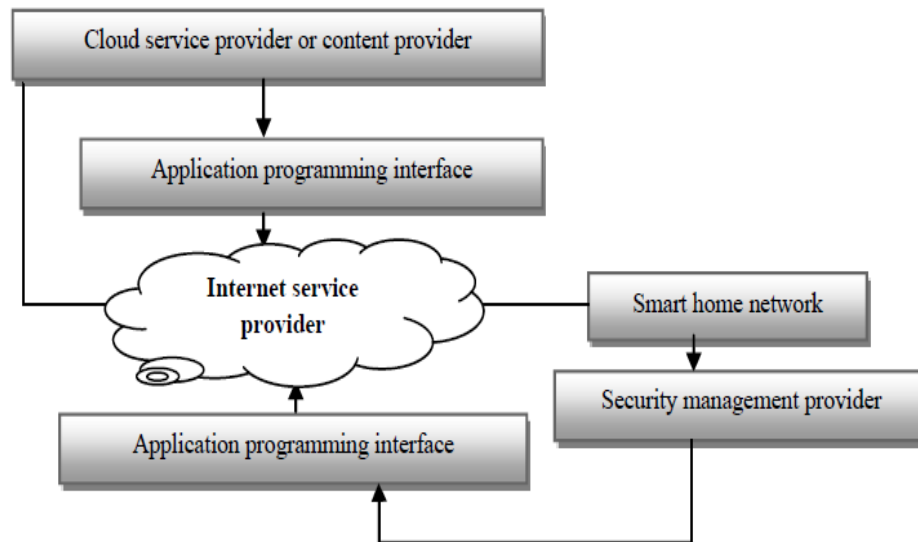 Cloud service provider or content provider
Application programming interface
Internet service
provider
Smart home network
Security management provider
Application programming interface